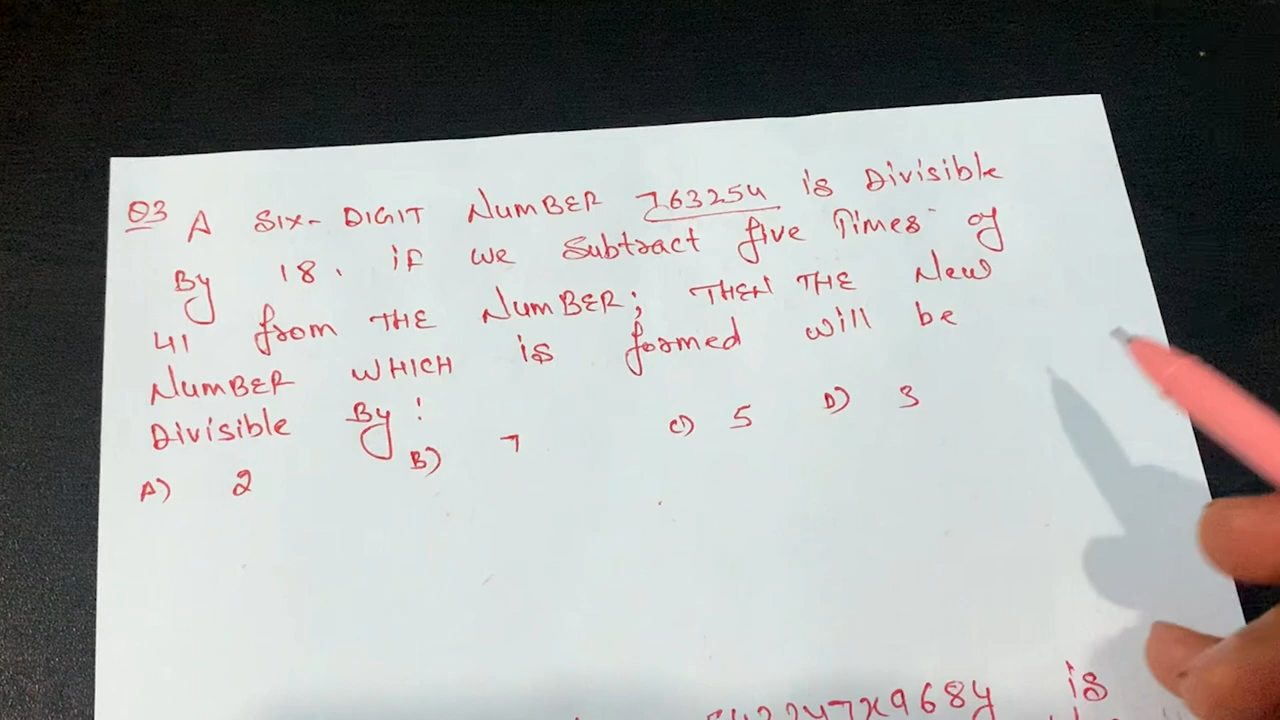 Q3 A SIX-DIGIT NUMBER 763254 is Divisible
By 18. if we subtract five Times of
41 from THE NUMBER; THEN THE New
NUMBER WHICH is formed will be
Divisible By!
A) 2 B) 7 C) 5 D) 3
is